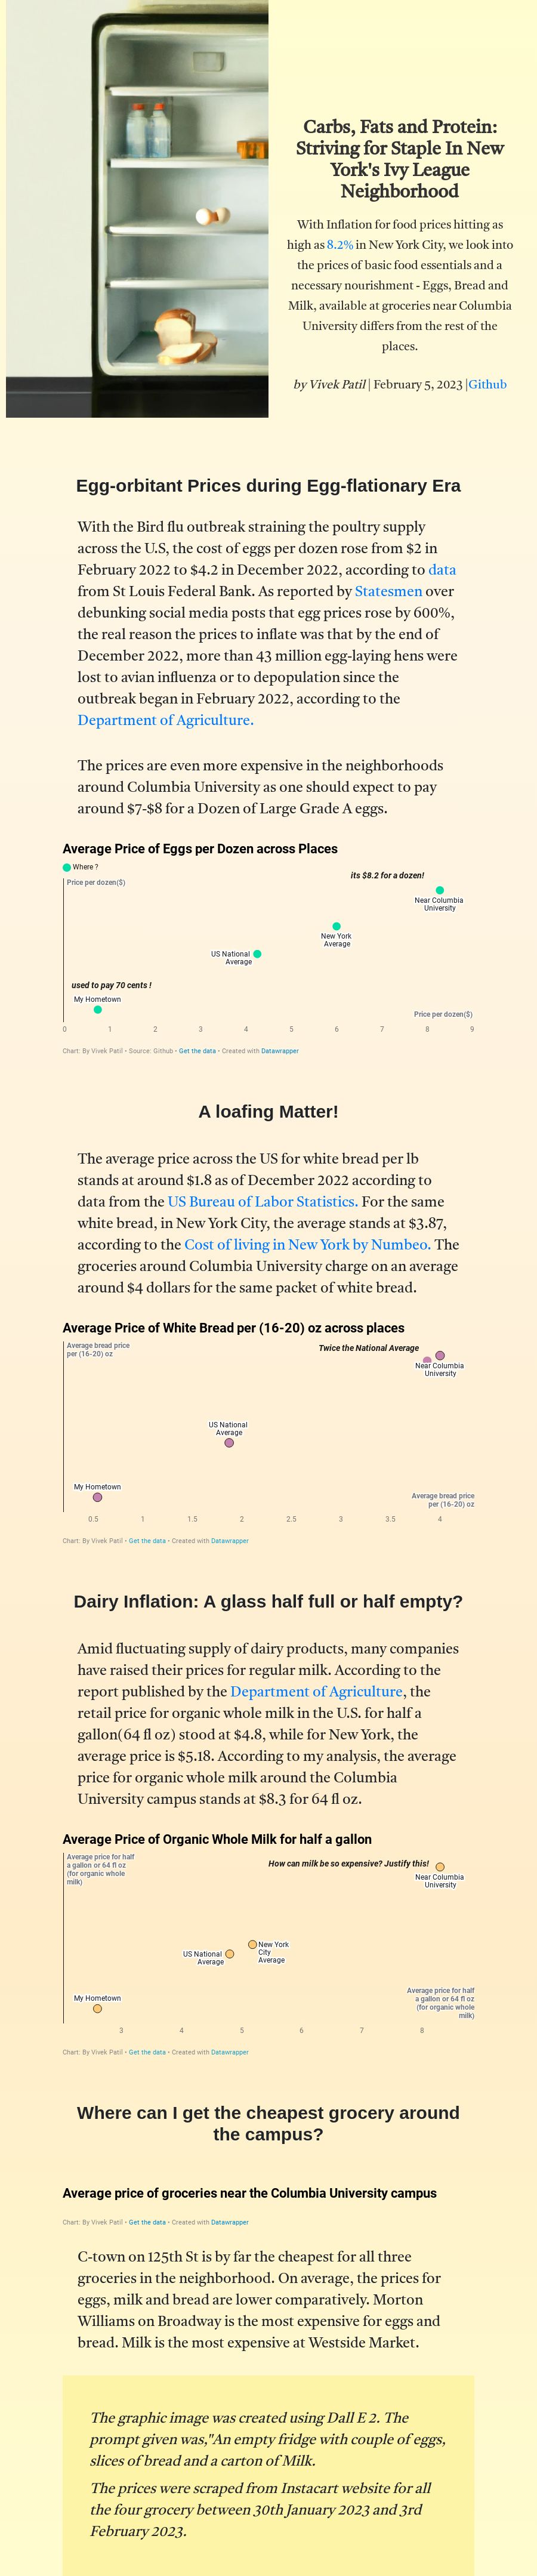 Carbs, Fats and Protein:
Striving for Staple In New
York's Ivy League
Neighborhood
With Inflation for food prices hitting as
high as 8.2% in New York City, we look into
the prices of basic food essentials and a
necessary nourishment - Eggs, Bread and
Milk, available at groceries near Columbia
University differs from the rest of the
places.
by Vivek Patil | February 5, 2023 |Github
Egg-orbitant Prices during Egg-flationary Era
With the Bird flu outbreak straining the poultry supply
across the U.S, the cost of eggs per dozen rose from $2 in
February 2022 to $4.2 in December 2022, according to data
from St Louis Federal Bank. As reported by Statesmen over
debunking social media posts that egg prices rose by 600%,
the real reason the prices to inflate was that by the end of
December 2022, more than 43 million egg-laying hens were
lost to avian influenza or to depopulation since the
outbreak began in February 2022, according to the
Department of Agriculture.
The prices are even more expensive in the neighborhoods
around Columbia University as one should expect to pay
around $7-$8 for a Dozen of Large Grade A eggs.
Average Price of Eggs per Dozen across Places
Where ?
its $8.2 for a dozen!
Price per dozen($)
Near Columbia
University
New York
Average
US National
Average
used to pay 70 cents !
My Hometown
Price per dozen($)
0 1 2 3 4 5 6 7 8 9
Chart: By Vivek Patil • Source: Github • Get the data • Created with Datawrapper
A loafing Matter!
The average price across the US for white bread per lb
stands at around $1.8 as of December 2022 according to
data from the US Bureau of Labor Statistics. For the same
white bread, in New York City, the average stands at $3.87,
according to the Cost of living in New York by Numbeo. The
groceries around Columbia University charge on an average
around $4 dollars for the same packet of white bread.
Average Price of White Bread per (16-20) oz across places
Average bread price
per (16-20) oz
Twice the National Average
Near Columbia
University
US National
Average
My Hometown
Average bread price
per (16-20) oz
0.5 1 1.5 2 2.5 3 3.5 4
Chart: By Vivek Patil • Get the data • Created with Datawrapper
Dairy Inflation: A glass half full or half empty?
Amid fluctuating supply of dairy products, many companies
have raised their prices for regular milk. According to the
report published by the Department of Agriculture, the
retail price for organic whole milk in the U.S. for half a
gallon(64 fl oz) stood at $4.8, while for New York, the
average price is $5.18. According to my analysis, the average
price for organic whole milk around the Columbia
University campus stands at $8.3 for 64 fl oz.
Average Price of Organic Whole Milk for half a gallon
Average price for half
a gallon or 64 fl oz
(for organic whole
milk)
How can milk be so expensive? Justify this!
Near Columbia
University
New York
City
Average
US National
Average
My Hometown
Average price for half
a gallon or 64 fl oz
(for organic whole
milk)
3 4 5 6 7 8
Chart: By Vivek Patil • Get the data • Created with Datawrapper
Where can I get the cheapest grocery around
the campus?
Average price of groceries near the Columbia University campus
Chart: By Vivek Patil • Get the data • Created with Datawrapper
C-town on 125th St is by far the cheapest for all three
groceries in the neighborhood. On average, the prices for
eggs, milk and bread are lower comparatively. Morton
Williams on Broadway is the most expensive for eggs and
bread. Milk is the most expensive at Westside Market.
The graphic image was created using Dall E 2. The
prompt given was,"An empty fridge with couple of eggs,
slices of bread and a carton of Milk.
The prices were scraped from Instacart website for all
the four grocery between 30th January 2023 and 3rd
February 2023.